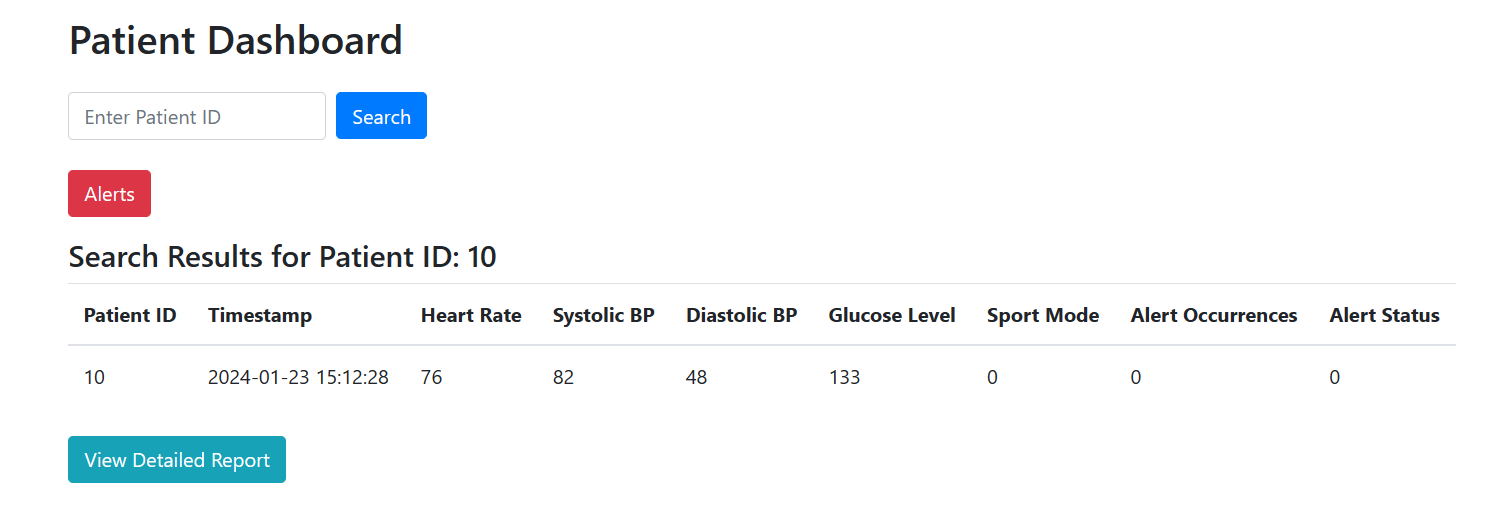 Patient Dashboard
Enter Patient ID Search
Alerts
Search Results for Patient ID: 10
Patient ID Timestamp Heart Rate Systolic BP Diastolic BP Glucose Level Sport Mode Alert Occurrences Alert Status
10 2024-01-23 15:12:28 76 82 48 133 0 0 0
View Detailed Report